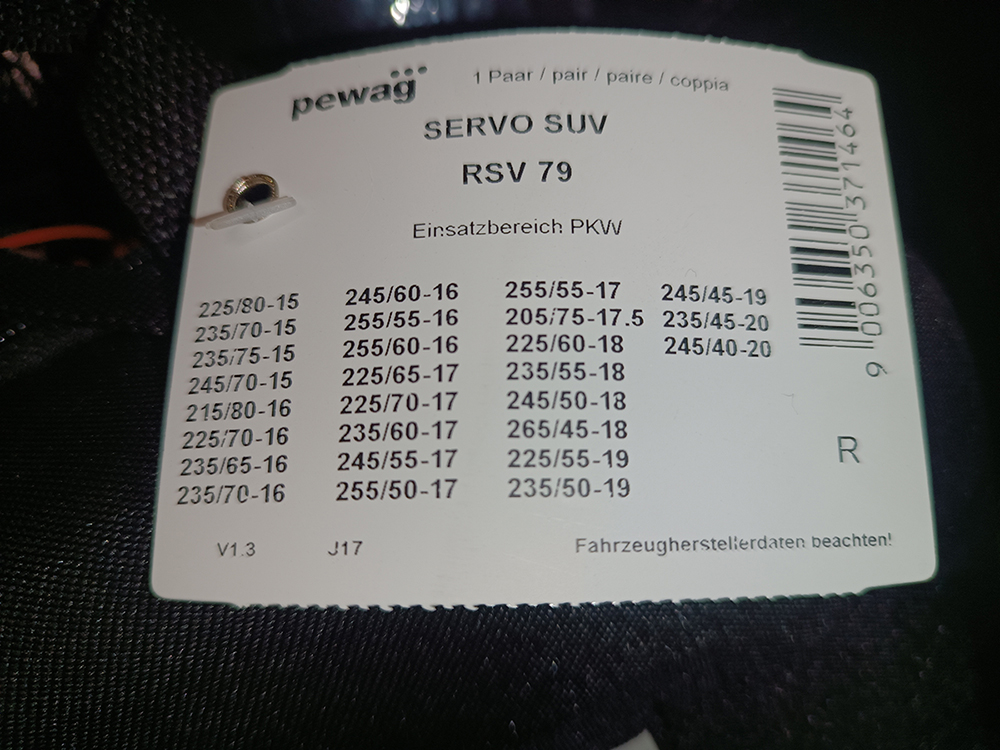 pewag
1 Paar / pair / paire / coppia
SERVO SUV
RSV 79
Einsatzbereich PKW
225/80-15 245/60-16 255/55-17 245/45-19
235/70-15 255/55-16 205/75-17.5 235/45-20
235/75-15 255/60-16 225/60-18 245/40-20
245/70-15 225/65-17 235/55-18
215/80-16 225/70-17 245/50-18
225/70-16 235/60-17 265/45-18
235/65-16 245/55-17 225/55-19
235/70-16 255/50-17 235/50-19
9 006350 371464
R
V1.3 J17 Fahrzeugherstellerdaten beachten!